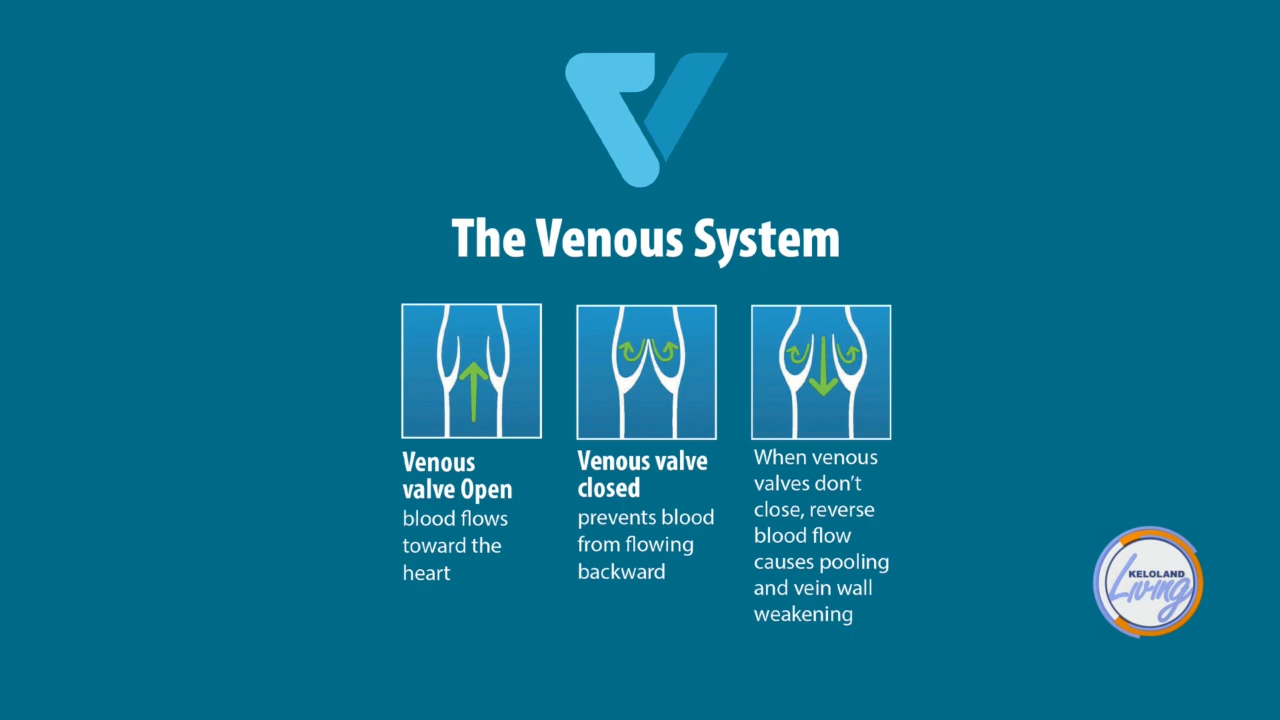 The Venous System
Venous
valve Open
blood flows
toward the
heart
Venous valve
closed
prevents blood
from flowing
backward
When venous
valves don't
close, reverse
blood flow
causes pooling
and vein wall
weakening
KELOLAND
Living